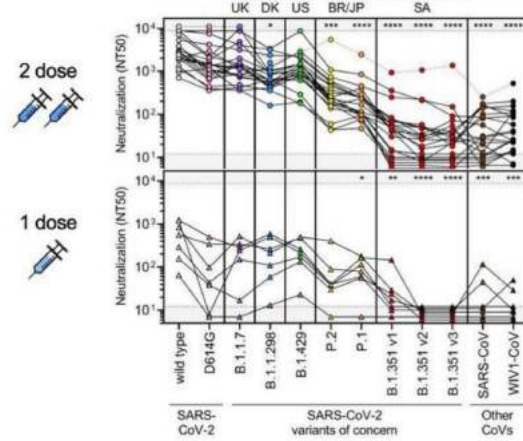 UK DK US BR/JP SA
* *** **** **** **** ****
2 dose
Neutralization (NT50)
10⁴
10³
10²
10¹
* ** **** **** *** ***
1 dose
Neutralization (NT50)
10⁴
10³
10²
10¹
wild type
D614G
B.1.1.7
B.1.1.298
B.1.429
P.2
P.1
B.1.351 v1
B.1.351 v2
B.1.351 v3
SARS-CoV
WIV1-CoV
SARS-
CoV-2
SARS-CoV-2
variants of concern
Other
CoVs